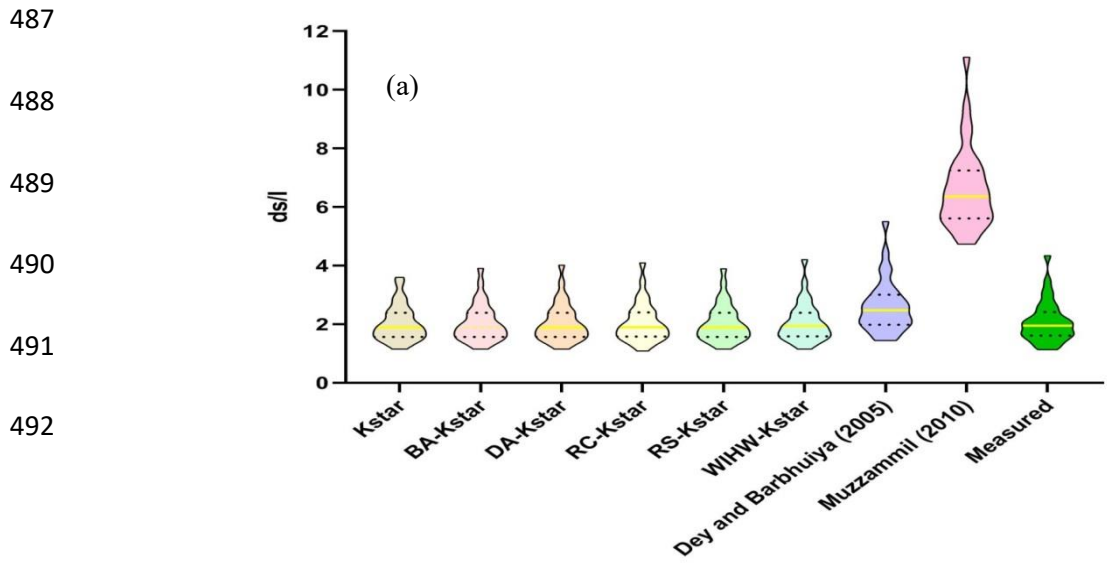 487
488
489
490
491
492
(a)
ds/l
12
10
8
6
4
2
0
Kstar
BA-Kstar
DA-Kstar
RC-Kstar
RS-Kstar
WIHW-Kstar
Dey and Barbhuiya (2005)
Muzzammil (2010)
Measured